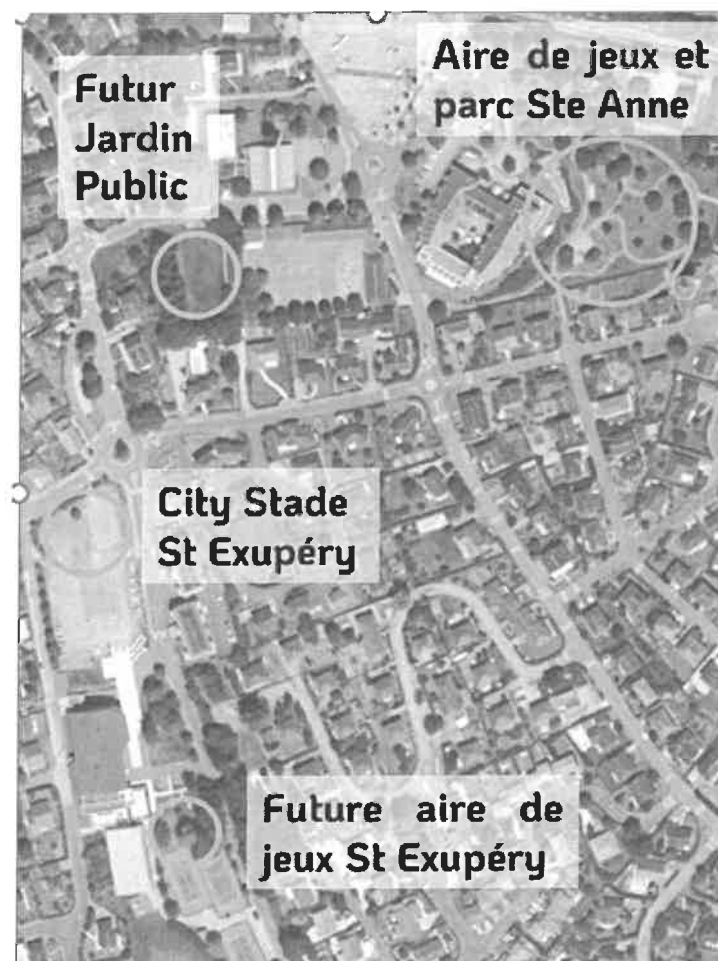 Aire de jeux et
parc Ste Anne
Futur
Jardin
Public
City Stade
St Exupéry
Future aire de
jeux St Exupéry